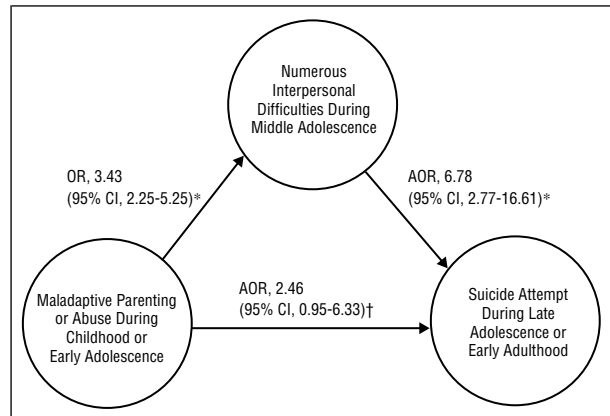 Numerous
Interpersonal
Difficulties During
Middle Adolescence
OR, 3.43
(95% CI, 2.25-5.25)*
AOR, 6.78
(95% CI, 2.77-16.61)*
Maladaptive Parenting
or Abuse During
Childhood or
Early Adolescence
AOR, 2.46
(95% CI, 0.95-6.33)†
Suicide Attempt
During Late
Adolescence or
Early Adulthood